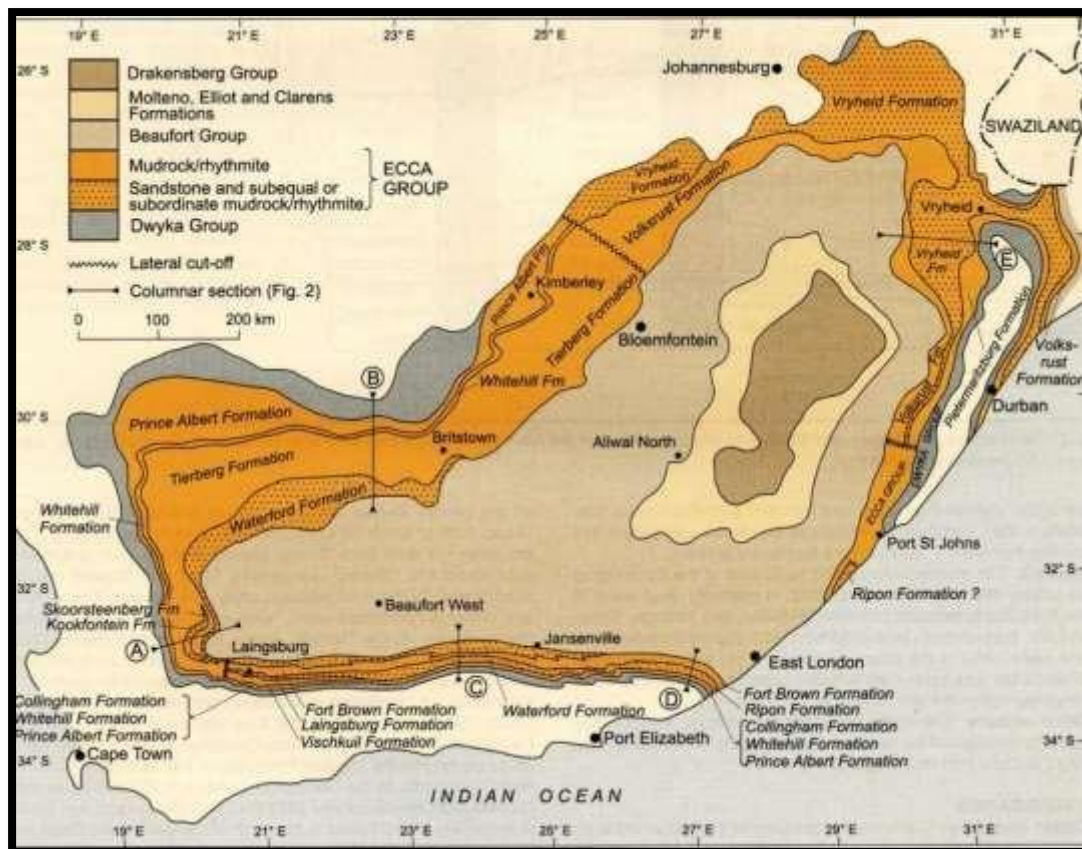 19° E
21° E
23° E
25° E
27° E
29° E
31° E
26° S
28° S
30° S
32° S
34° S
Drakensberg Group
Molteno, Elliot and Clarens
Formations
Beaufort Group
Mudrock/rhythmite
Sandstone and subequal or
subordinate mudrock/rhythmite
ECCA
GROUP
Dwyka Group
Lateral cut-off
Columnar section (Fig. 2)
0 100 200 km
Johannesburg
Vryheid Formation
SWAZILAND
Vryheid
Formation
Volksrust Formation
Vryheid
Vryheid
Fm
E
Prince Albert Fm
Kimberley
Tierberg Formation
Bloemfontein
Whitehill Fm
Pietermaritzburg Formation
Volks-
rust
Formation
Durban
Volksrust Fm
B
Prince Albert Formation
Britstown
Aliwal North
Tierberg Formation
Waterford Formation
DWYKA GROUP
ECCA GROUP
Whitehill
Formation
Port St Johns
Ripon Formation ?
32° S
Skoorsteenberg Fm
Kookfontein Fm
Beaufort West
A
Laingsburg
Jansenville
East London
C
D
Collingham Formation
Whitehill Formation
Prince Albert Formation
Fort Brown Formation
Laingsburg Formation
Vischkuil Formation
Waterford Formation
Fort Brown Formation
Ripon Formation
Collingham Formation
Whitehill Formation
Prince Albert Formation
Port Elizabeth
Cape Town
34° S
INDIAN OCEAN
19° E
21° E
23° E
25° E
27° E
29° E
31° E